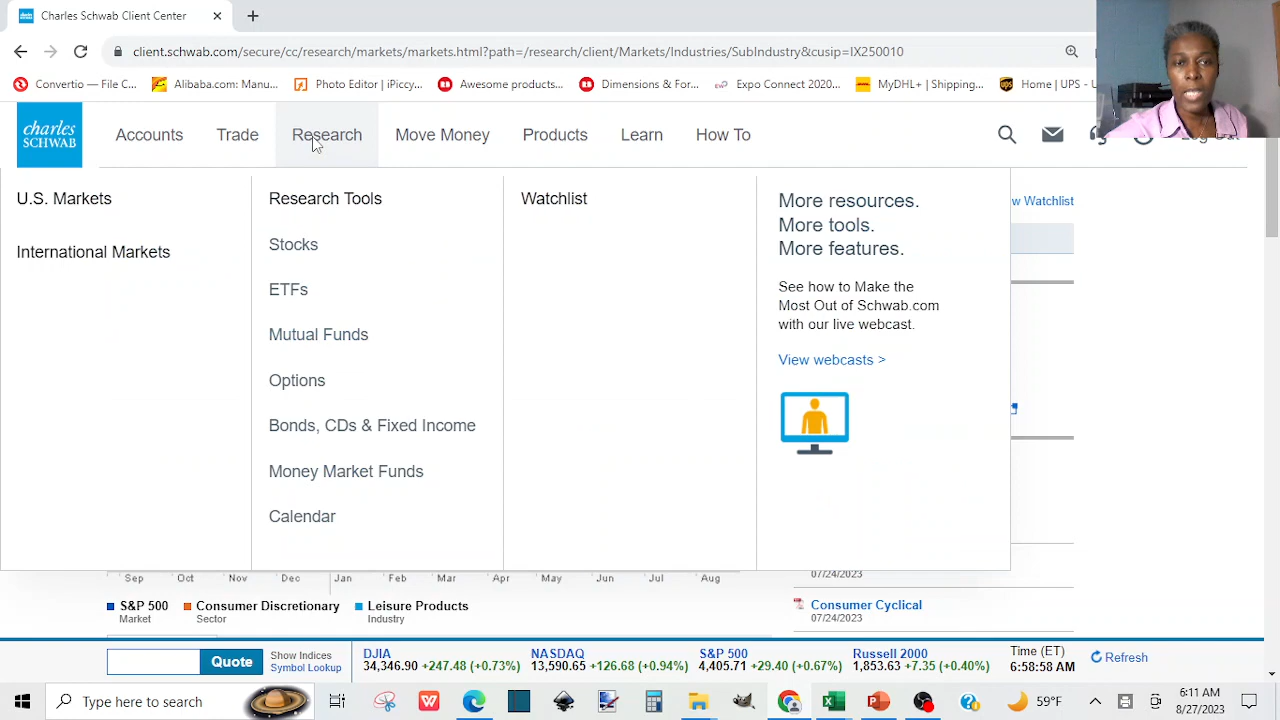 Charles Schwab Client Center
client.schwab.com/secure/cc/research/markets/markets.html?path=/research/client/Markets/Industries/SubIndustry&cusip=IX250010
Convertio — File C...
Alibaba.com: Manu...
Photo Editor | iFiccy...
Awesome products...
Dimensions & For...
Expo Connect 2020...
MyDHL+ | Shipping...
Home | UPS - U
charles
SCHWAB
Accounts
Trade
Research
Move Money
Products
Learn
How To
U.S. Markets
International Markets
Research Tools
Stocks
ETFs
Mutual Funds
Options
Bonds, CDs & Fixed Income
Money Market Funds
Calendar
Watchlist
More resources.
More tools.
More features.
See how to Make the
Most Out of Schwab.com
with our live webcast.
View webcasts >
w Watchlist
Sep Oct Nov Dec Jan Feb Mar Apr May Jun Jul Aug
S&P 500
Market
Consumer Discretionary
Sector
Leisure Products
Industry
07/24/2023
Consumer Cyclical
07/24/2023
Quote
Show Indices
Symbol Lookup
DJIA
34,346.90 +247.48 (+0.73%)
NASDAQ
13,590.65 +126.68 (+0.94%)
S&P 500
4,405.71 +29.40 (+0.67%)
Russell 2000
1,853.63 +7.35 (+0.40%)
Time (ET)
6:58:58 AM
Refresh
Type here to search
59°F
6:11 AM
8/27/2023